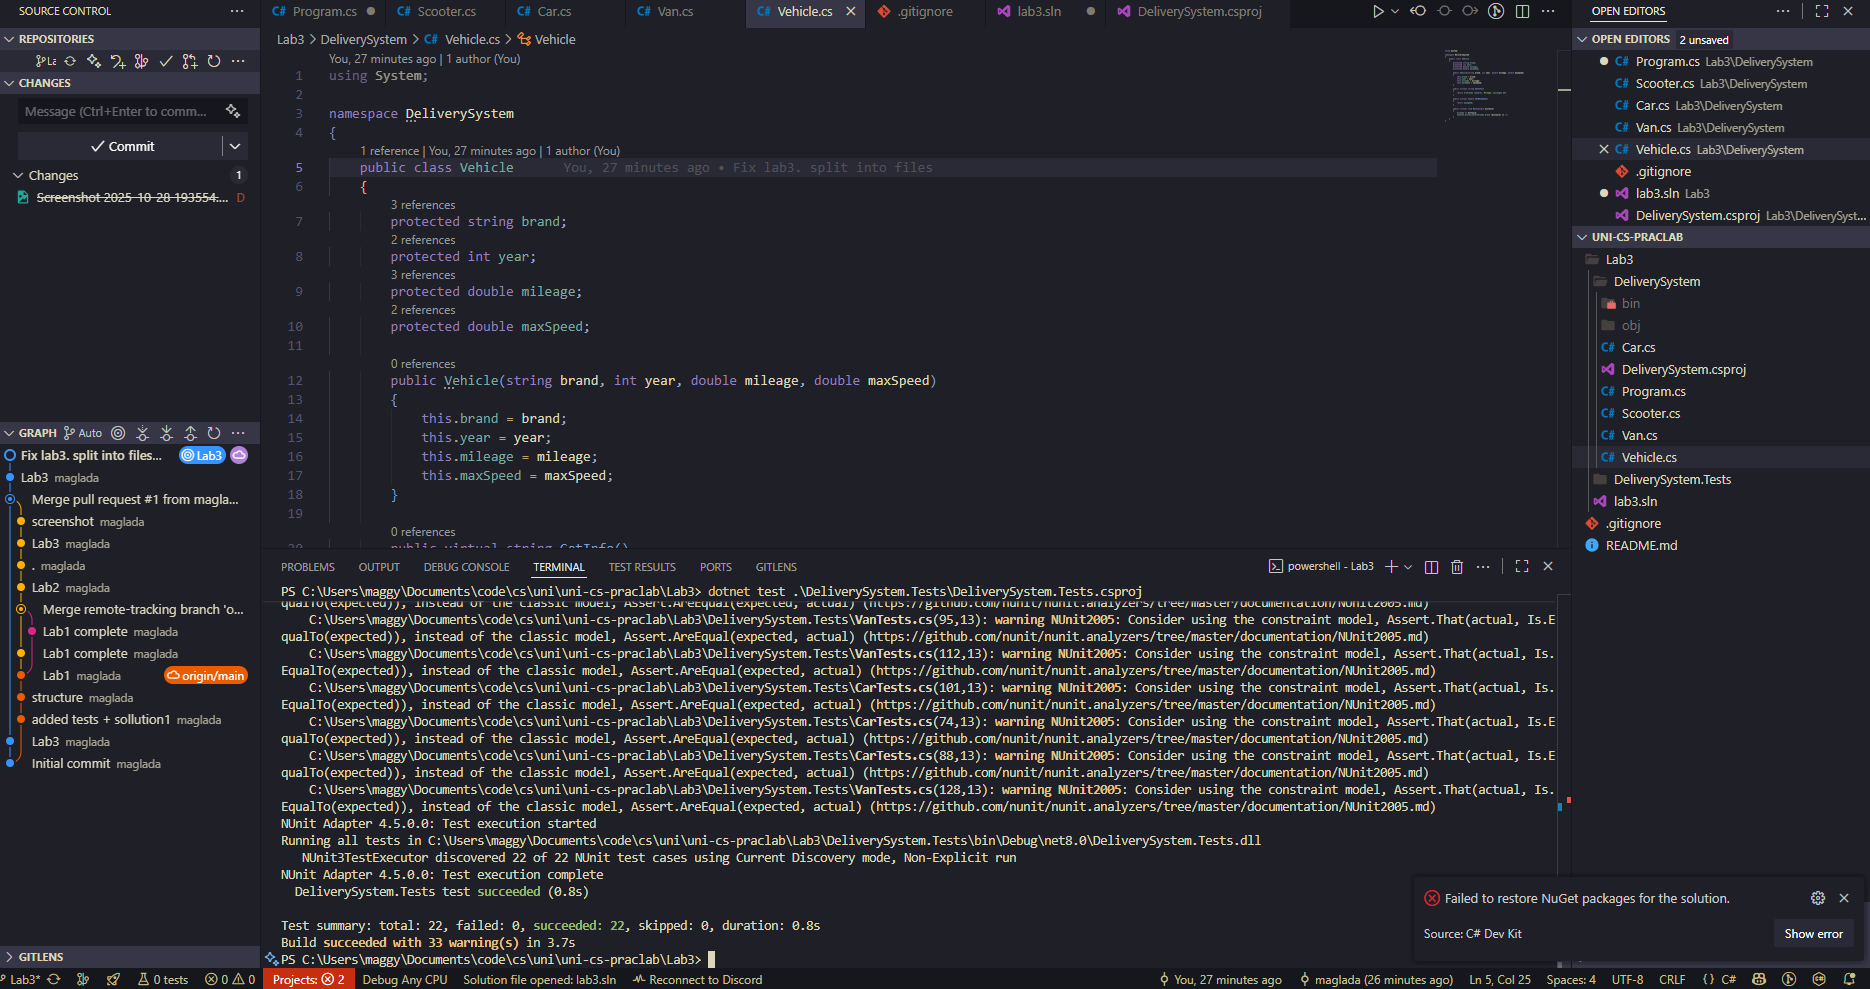 SOURCE CONTROL
REPOSITORIES
La
CHANGES
Message (Ctrl+Enter to comm...
Commit
Changes 1
Screenshot 2025-10-28 193554.... D
GRAPH Auto
Fix lab3. split into files... Lab3
Lab3 maglada
Merge pull request #1 from magla...
screenshot maglada
Lab3 maglada
. maglada
Lab2 maglada
Merge remote-tracking branch 'o...
Lab1 complete maglada
Lab1 complete maglada
Lab1 maglada origin/main
structure maglada
added tests + sollution1 maglada
Lab3 maglada
Initial commit maglada
GITLENS
Program.cs Scooter.cs Car.cs Van.cs Vehicle.cs .gitignore lab3.sln DeliverySystem.csproj
Lab3 > DeliverySystem > Vehicle.cs > Vehicle
You, 27 minutes ago | 1 author (You)
1 using System;
2
3 namespace DeliverySystem
4 {
1 reference | You, 27 minutes ago | 1 author (You)
5 public class Vehicle You, 27 minutes ago • Fix lab3. split into files
6 {
3 references
7 protected string brand;
2 references
8 protected int year;
3 references
9 protected double mileage;
2 references
10 protected double maxSpeed;
11
0 references
12 public Vehicle(string brand, int year, double mileage, double maxSpeed)
13 {
14 this.brand = brand;
15 this.year = year;
16 this.mileage = mileage;
17 this.maxSpeed = maxSpeed;
18 }
19
0 references
20 public virtual string GetInfo()
PROBLEMS OUTPUT DEBUG CONSOLE TERMINAL TEST RESULTS PORTS GITLENS powershell - Lab3
PS C:\Users\maggy\Documents\code\cs\uni\uni-cs-praclab\Lab3> dotnet test .\DeliverySystem.Tests\DeliverySystem.Tests.csproj
qualTo(expected)), instead of the classic model, Assert.AreEqual(expected, actual) (https://github.com/nunit/nunit.analyzers/tree/master/documentation/NUnit2005.md)
C:\Users\maggy\Documents\code\cs\uni\uni-cs-praclab\Lab3\DeliverySystem.Tests\VanTests.cs(95,13): warning NUnit2005: Consider using the constraint model, Assert.That(actual, Is.E
qualTo(expected)), instead of the classic model, Assert.AreEqual(expected, actual) (https://github.com/nunit/nunit.analyzers/tree/master/documentation/NUnit2005.md)
C:\Users\maggy\Documents\code\cs\uni\uni-cs-praclab\Lab3\DeliverySystem.Tests\VanTests.cs(112,13): warning NUnit2005: Consider using the constraint model, Assert.That(actual, Is.
EqualTo(expected)), instead of the classic model, Assert.AreEqual(expected, actual) (https://github.com/nunit/nunit.analyzers/tree/master/documentation/NUnit2005.md)
C:\Users\maggy\Documents\code\cs\uni\uni-cs-praclab\Lab3\DeliverySystem.Tests\CarTests.cs(101,13): warning NUnit2005: Consider using the constraint model, Assert.That(actual, Is.
EqualTo(expected)), instead of the classic model, Assert.AreEqual(expected, actual) (https://github.com/nunit/nunit.analyzers/tree/master/documentation/NUnit2005.md)
C:\Users\maggy\Documents\code\cs\uni\uni-cs-praclab\Lab3\DeliverySystem.Tests\CarTests.cs(74,13): warning NUnit2005: Consider using the constraint model, Assert.That(actual, Is.E
qualTo(expected)), instead of the classic model, Assert.AreEqual(expected, actual) (https://github.com/nunit/nunit.analyzers/tree/master/documentation/NUnit2005.md)
C:\Users\maggy\Documents\code\cs\uni\uni-cs-praclab\Lab3\DeliverySystem.Tests\CarTests.cs(88,13): warning NUnit2005: Consider using the constraint model, Assert.That(actual, Is.E
qualTo(expected)), instead of the classic model, Assert.AreEqual(expected, actual) (https://github.com/nunit/nunit.analyzers/tree/master/documentation/NUnit2005.md)
C:\Users\maggy\Documents\code\cs\uni\uni-cs-praclab\Lab3\DeliverySystem.Tests\VanTests.cs(128,13): warning NUnit2005: Consider using the constraint model, Assert.That(actual, Is.
EqualTo(expected)), instead of the classic model, Assert.AreEqual(expected, actual) (https://github.com/nunit/nunit.analyzers/tree/master/documentation/NUnit2005.md)
NUnit Adapter 4.5.0.0: Test execution started
Running all tests in C:\Users\maggy\Documents\code\cs\uni\uni-cs-praclab\Lab3\DeliverySystem.Tests\bin\Debug\net8.0\DeliverySystem.Tests.dll
NUnit3TestExecutor discovered 22 of 22 NUnit test cases using Current Discovery mode, Non-Explicit run
NUnit Adapter 4.5.0.0: Test execution complete
DeliverySystem.Tests test succeeded (0.8s)
Test summary: total: 22, failed: 0, succeeded: 22, skipped: 0, duration: 0.8s
Build succeeded with 33 warning(s) in 3.7s
PS C:\Users\maggy\Documents\code\cs\uni\uni-cs-praclab\Lab3>
OPEN EDITORS
OPEN EDITORS 2 unsaved
Program.cs Lab3\DeliverySystem
Scooter.cs Lab3\DeliverySystem
Car.cs Lab3\DeliverySystem
Van.cs Lab3\DeliverySystem
Vehicle.cs Lab3\DeliverySystem
.gitignore
lab3.sln Lab3
DeliverySystem.csproj Lab3\DeliverySyst...
UNI-CS-PRACLAB
Lab3
DeliverySystem
bin
obj
Car.cs
DeliverySystem.csproj
Program.cs
Scooter.cs
Van.cs
Vehicle.cs
DeliverySystem.Tests
lab3.sln
.gitignore
README.md
Failed to restore NuGet packages for the solution.
Source: C# Dev Kit
Show error
Lab3* 0 tests 0 0 Projects: 2 Debug Any CPU Solution file opened: lab3.sln Reconnect to Discord You, 27 minutes ago maglada (26 minutes ago) Ln 5, Col 25 Spaces: 4 UTF-8 CRLF {} C#